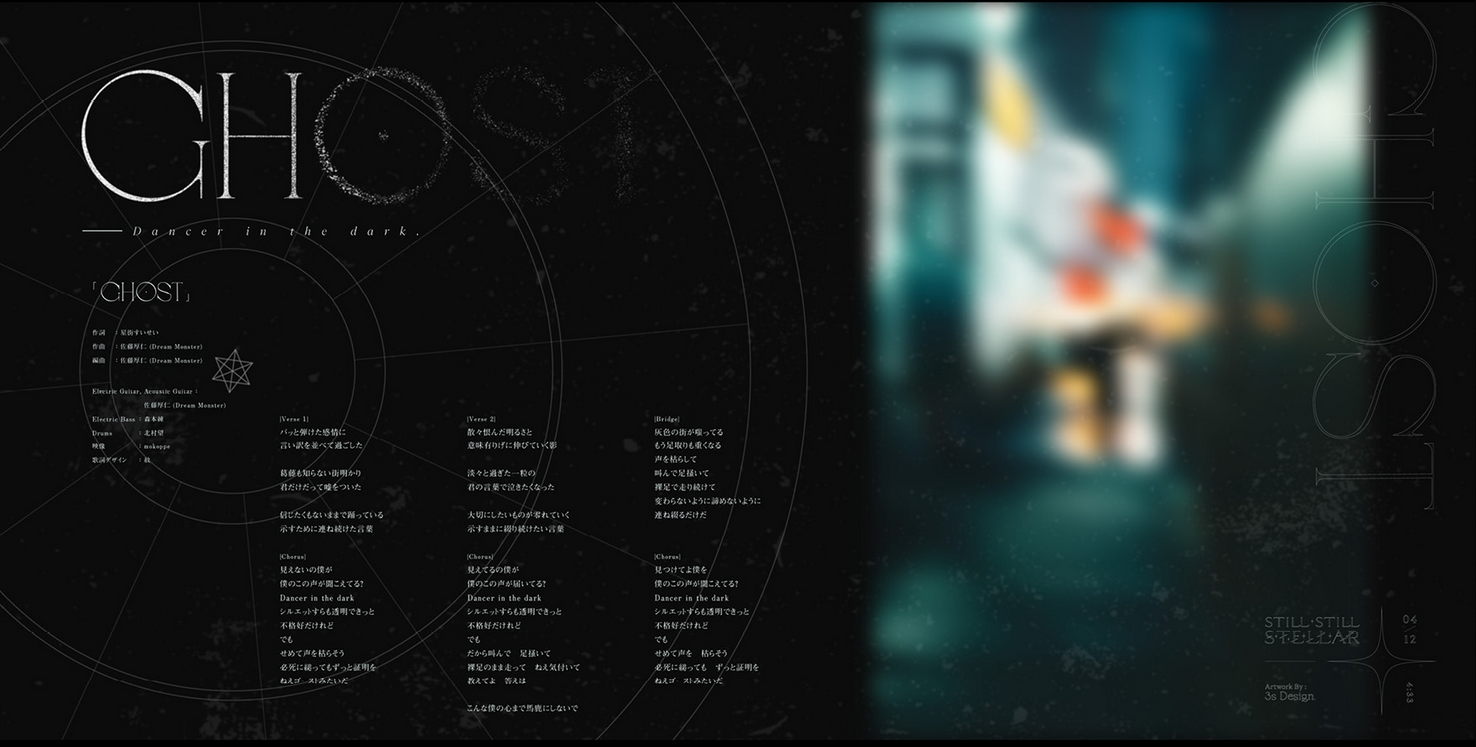 GHOST
Dancer in the dark.
「GHOST」
作詞 : 星街すいせい
作曲 : 佐藤厚仁 (Dream Monster)
編曲 : 佐藤厚仁 (Dream Monster)
Electric Guitar, Acoustic Guitar :
佐藤厚仁 (Dream Monster)
Electric Bass : 森本練
Drums : 北村望
映像 : mokoppe
歌詞デザイン :
|Verse 1|
パッと弾けた感情に
言い訳を並べて過ごした
葛藤も知らない街明かり
君だけだって嘘をついた
信じたくもないままで踊っている
示すために連ね続けた言葉
|Chorus|
見えないの僕が
僕のこの声が聞こえてる?
Dancer in the dark
シルエットすらも透明できっと
不格好だけれど
でも
せめて声を枯らそう
必死に縋ってもずっと証明を
ねえゴーストみたいだ
|Verse 2|
散々恨んだ明るさと
意味有りげに伸びていく影
淡々と過ぎた一粒の
君の言葉で泣きたくなった
大切にしたいものが零れていく
示すままに綴り続けたい言葉
|Chorus|
見えてるの僕が
僕のこの声が届いてる?
Dancer in the dark
シルエットすらも透明できっと
不格好だけれど
でも
だから叫んで 足掻いて
裸足のまま走って ねえ気付いて
教えてよ 答えは
こんな僕の心まで馬鹿にしないで
|Bridge|
灰色の街が嗤ってる
もう足取りも重くなる
声を枯らして
叫んで足掻いて
裸足で走り続けて
変わらないように諦めないように
連ね綴るだけだ
|Chorus|
見つけてよ僕を
僕のこの声が聞こえてる?
Dancer in the dark
シルエットすらも透明できっと
不格好だけれど
でも
せめて声を 枯らそう
必死に縋っても ずっと証明を
ねえゴーストみたいだ
GHOST
STILL・STILL
STELLAR
04
12
Artwork By :
3s Design.
4:33